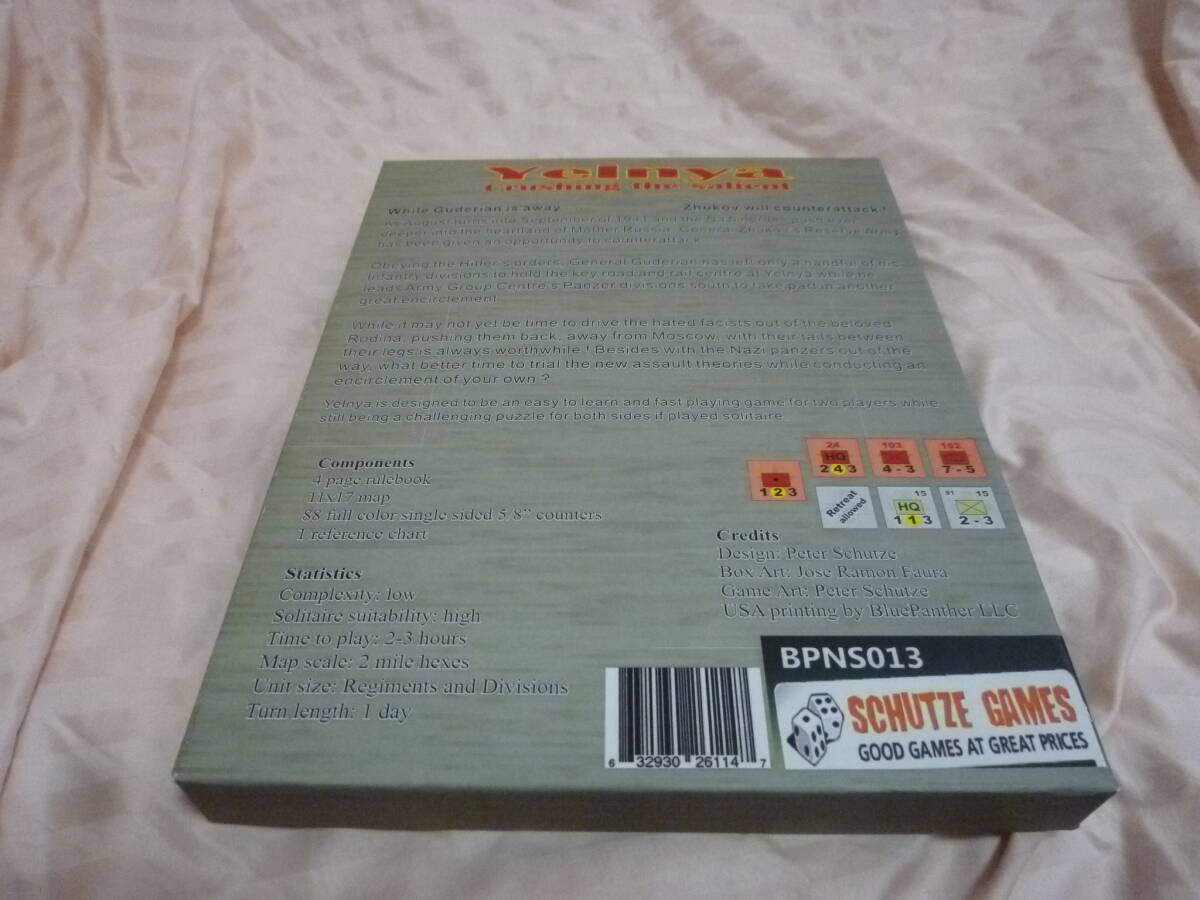 Yelnya
Crushing the Salient
While Guderian is away Zhukov will counterattack !
As August turns into September of 1941 and the Nazi hordes push ever
deeper into the heartland of Mother Russia. General Zhukov's Reserve Army
has been given an opportunity to counterattack.
Obeying the Hitler's orders, General Guderian has left only a handful of his
infantry divisions to hold the key road and rail centre at Yelnya while he
leads Army Group Centre's Panzer divisions south to take part in another
great encirclement.
While it may not yet be time to drive the hated facists out of the beloved
Rodina, pushing them back, away from Moscow, with their tails between
their legs is always worthwhile ! Besides with the Nazi panzers out of the
way, what better time to trial the new assault theories while conducting an
encirclement of your own ?
Yelnya is designed to be an easy to learn and fast playing game for two players while
still being a challenging puzzle for both sides if played solitaire.
Components
4 page rulebook
11x17 map
88 full color single sided 5/8" counters
1 reference chart
Statistics
Complexity: low
Solitaire suitability: high
Time to play: 2-3 hours
Map scale: 2 mile hexes
Unit size: Regiments and Divisions
Turn length: 1 day
24 103 102
HQ
2 4 3 4 - 3 7 - 5
1 2 3
Retreat
allowed
15 91 15
HQ
1 1 3 2 - 3
Credits
Design: Peter Schutze
Box Art: Jose Ramon Faura
Game Art: Peter Schutze
USA printing by BluePanther LLC
BPNS013
SCHUTZE GAMES
GOOD GAMES AT GREAT PRICES
6 32930 26114 7